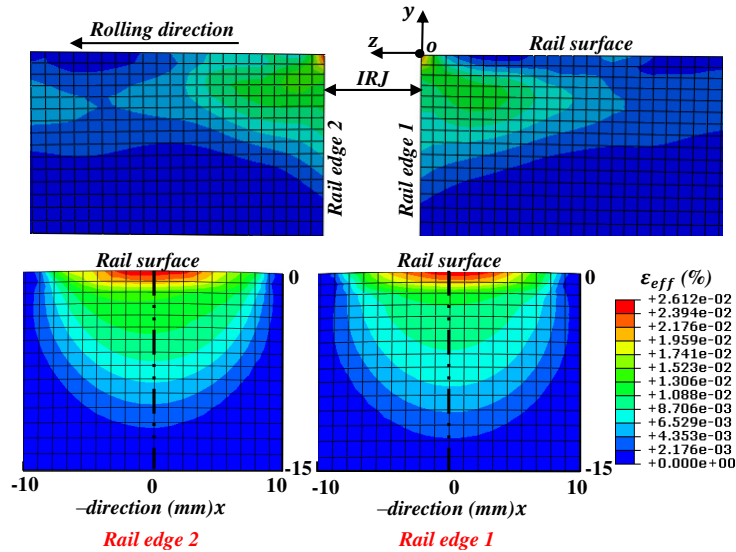 Rolling direction
y
z
o
Rail surface
IRJ
Rail edge 2
Rail edge 1
Rail surface
Rail surface
0
0
-15
-15
-10
0
10
-10
0
10
–direction (mm)x
–direction (mm)x
Rail edge 2
Rail edge 1
εeff (%)
+2.612e-02
+2.394e-02
+2.176e-02
+1.959e-02
+1.741e-02
+1.523e-02
+1.306e-02
+1.088e-02
+8.706e-03
+6.529e-03
+4.353e-03
+2.176e-03
+0.000e+00